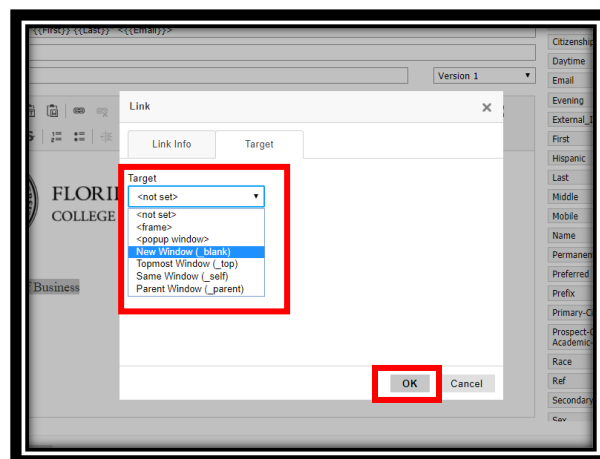 {{First}} {{Last}} <{{Email}}>
Version 1
Link
Link Info
Target
Target
<not set>
<not set>
<frame>
<popup window>
New Window (_blank)
Topmost Window (_top)
Same Window (_self)
Parent Window (_parent)
OK
Cancel
FLORI
COLLEGE
Business
Citizenship
Daytime
Email
Evening
External_I
First
Hispanic
Last
Middle
Mobile
Name
Permanen
Preferred
Prefix
Primary-C
Prospect-
Academic-
Race
Ref
Secondary
Sex